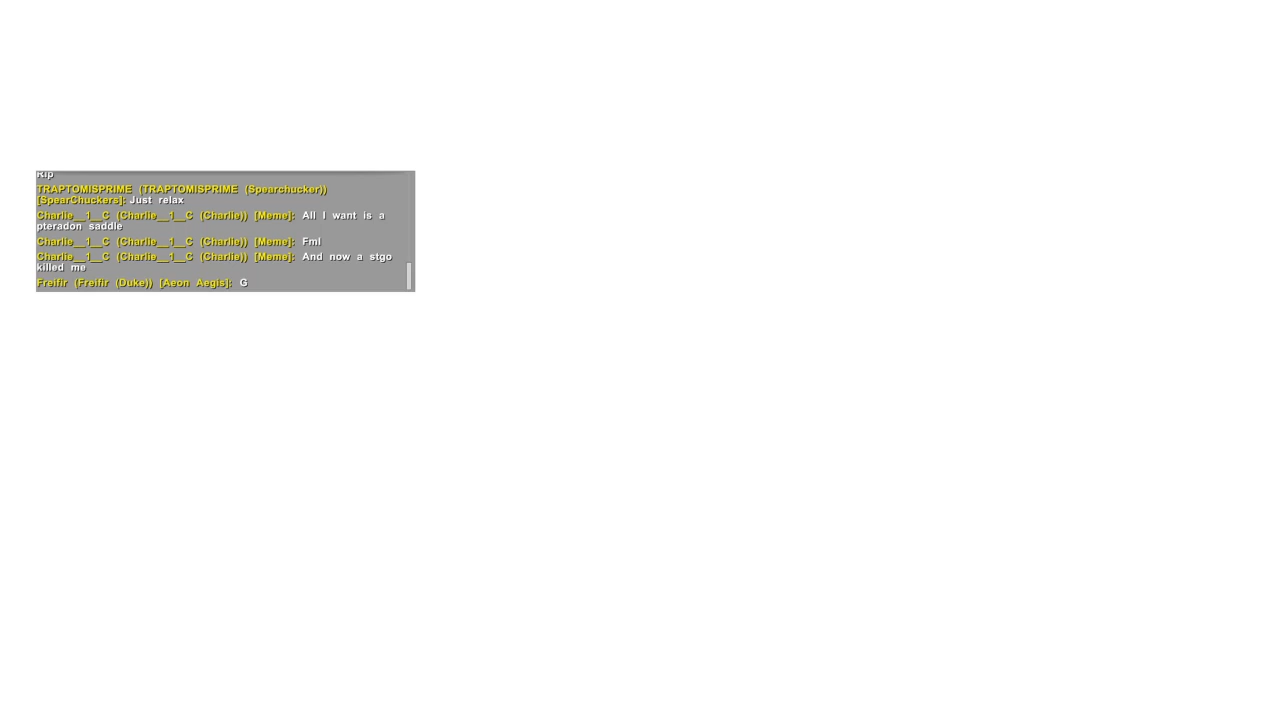 Rip
TRAPTOMISPRIME (TRAPTOMISPRIME (Spearchucker))
[SpearChuckers]: Just relax
Charlie__1__C (Charlie__1__C (Charlie)) [Meme]: All I want is a
pteradon saddle
Charlie__1__C (Charlie__1__C (Charlie)) [Meme]: Fml
Charlie__1__C (Charlie__1__C (Charlie)) [Meme]: And now a stgo
killed me
Freifir (Freifir (Duke)) [Aeon Aegis]: G